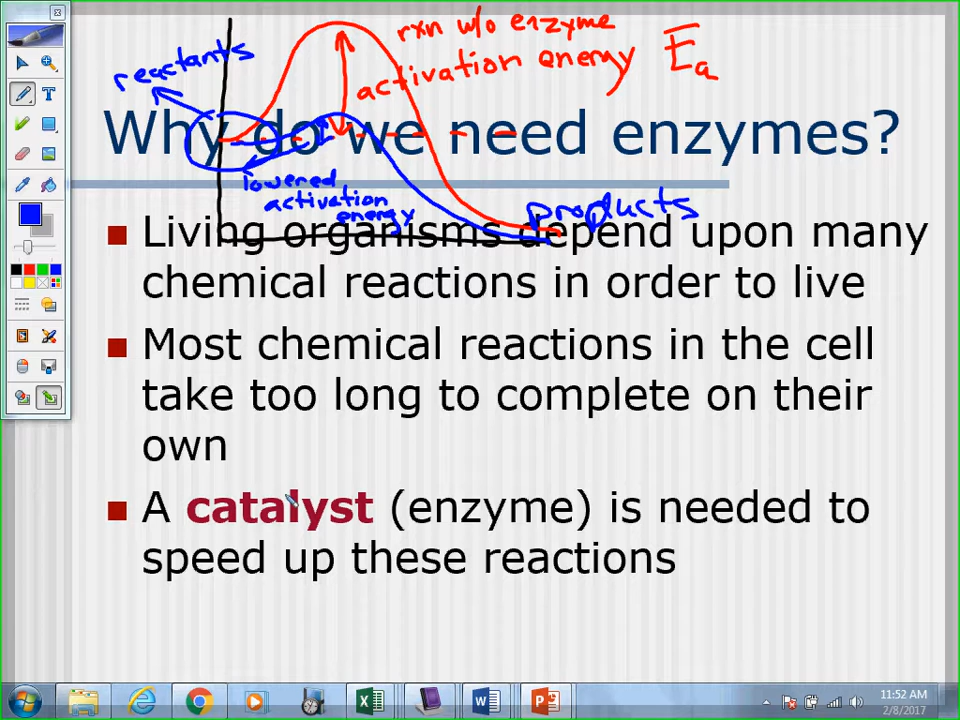 rxn w/o enzyme
activation energy Ea
reactants
Why do we need enzymes?
lowered
activation
energy
products
Living organisms depend upon many
chemical reactions in order to live
Most chemical reactions in the cell
take too long to complete on their
own
A catalyst (enzyme) is needed to
speed up these reactions
11:52 AM
2/8/2017